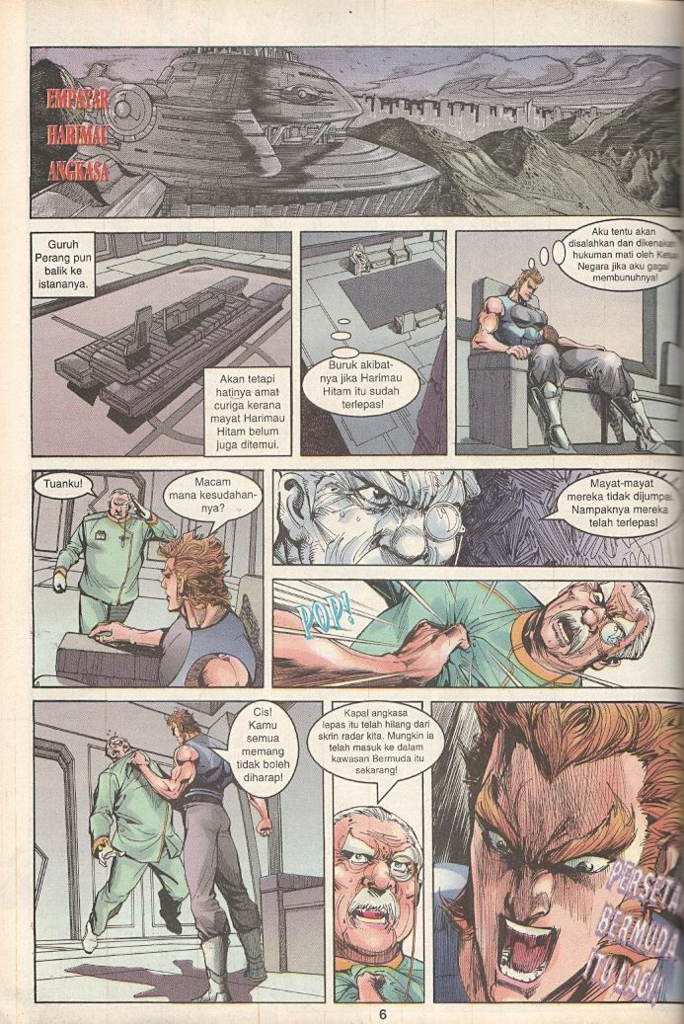 EMPAYAR
HARIMAU
ANGKASA
Guruh
Perang pun
balik ke
istananya.
Akan tetapi
hatinya amat
curiga kerana
mayat Harimau
Hitam belum
juga ditemui.
Buruk akibat-
nya jika Harimau
Hitam itu sudah
terlepas!
Aku tentu akan
disalahkan dan dikenakan
hukuman mati oleh Ketua
Negara jika aku gagal
membunuhnya!
Tuanku!
Macam
mana kesudahan-
nya?
Mayat-mayat
mereka tidak dijumpai.
Nampaknya mereka
telah terlepas!
POP!
Cis!
Kamu
semua
memang
tidak boleh
diharap!
Kapal angkasa
lepas itu telah hilang dari
skrin radar kita. Mungkin ia
telah masuk ke dalam
kawasan Bermuda itu
sekarang!
PERSETAN
BERMUDA
ITU LAGI!
6